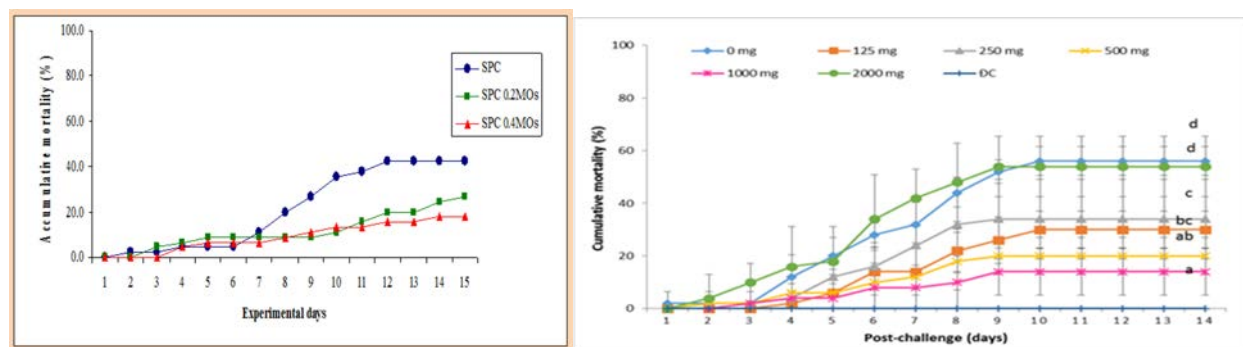 Accumulative mortality (%)
100.0
80.0
60.0
40.0
20.0
0.0
1 2 3 4 5 6 7 8 9 10 11 12 13 14 15
Experimental days
SPC
SPC 0.2MOs
SPC 0.4MOs
Cumulative mortality (%)
100
80
60
40
20
0
0 mg 125 mg 250 mg 500 mg
1000 mg 2000 mg ĐC
d
d
c
bc
ab
a
1 2 3 4 5 6 7 8 9 10 11 12 13 14
Post-challenge (days)